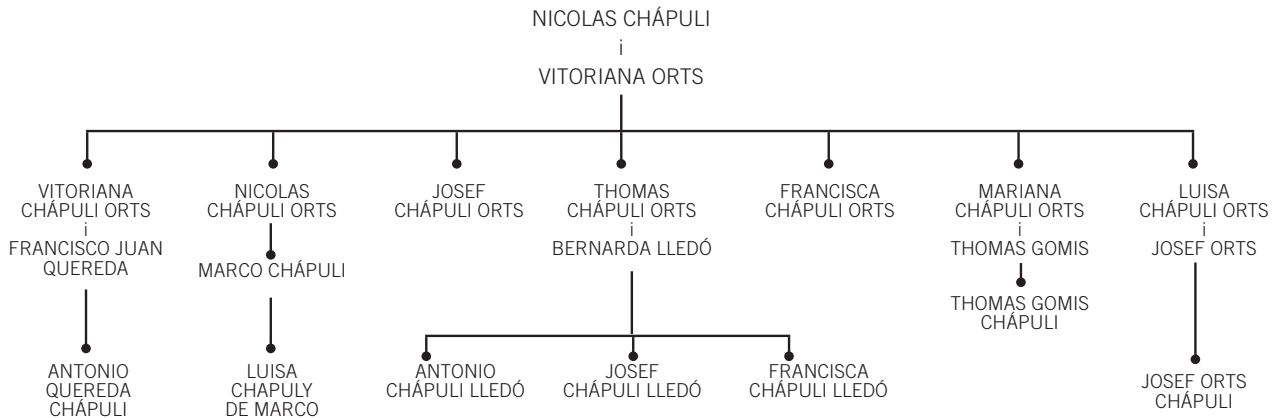 NICOLAS CHÁPULI
i
VITORIANA ORTS
VITORIANA
CHÁPULI ORTS
i
FRANCISCO JUAN
QUEREDA
NICOLAS
CHÁPULI ORTS
MARCO CHÁPULI
JOSEF
CHÁPULI ORTS
THOMAS
CHÁPULI ORTS
i
BERNARDA LLEDÓ
FRANCISCA
CHÁPULI ORTS
MARIANA
CHÁPULI ORTS
i
THOMAS GOMIS
THOMAS GOMIS
CHÁPULI
LUISA
CHÁPULI ORTS
i
JOSEF ORTS
ANTONIO
QUEREDA
CHÁPULI
LUISA
CHAPULY
DE MARCO
ANTONIO
CHÁPULI LLEDÓ
JOSEF
CHÁPULI LLEDÓ
FRANCISCA
CHÁPULI LLEDÓ
JOSEF ORTS
CHÁPULI